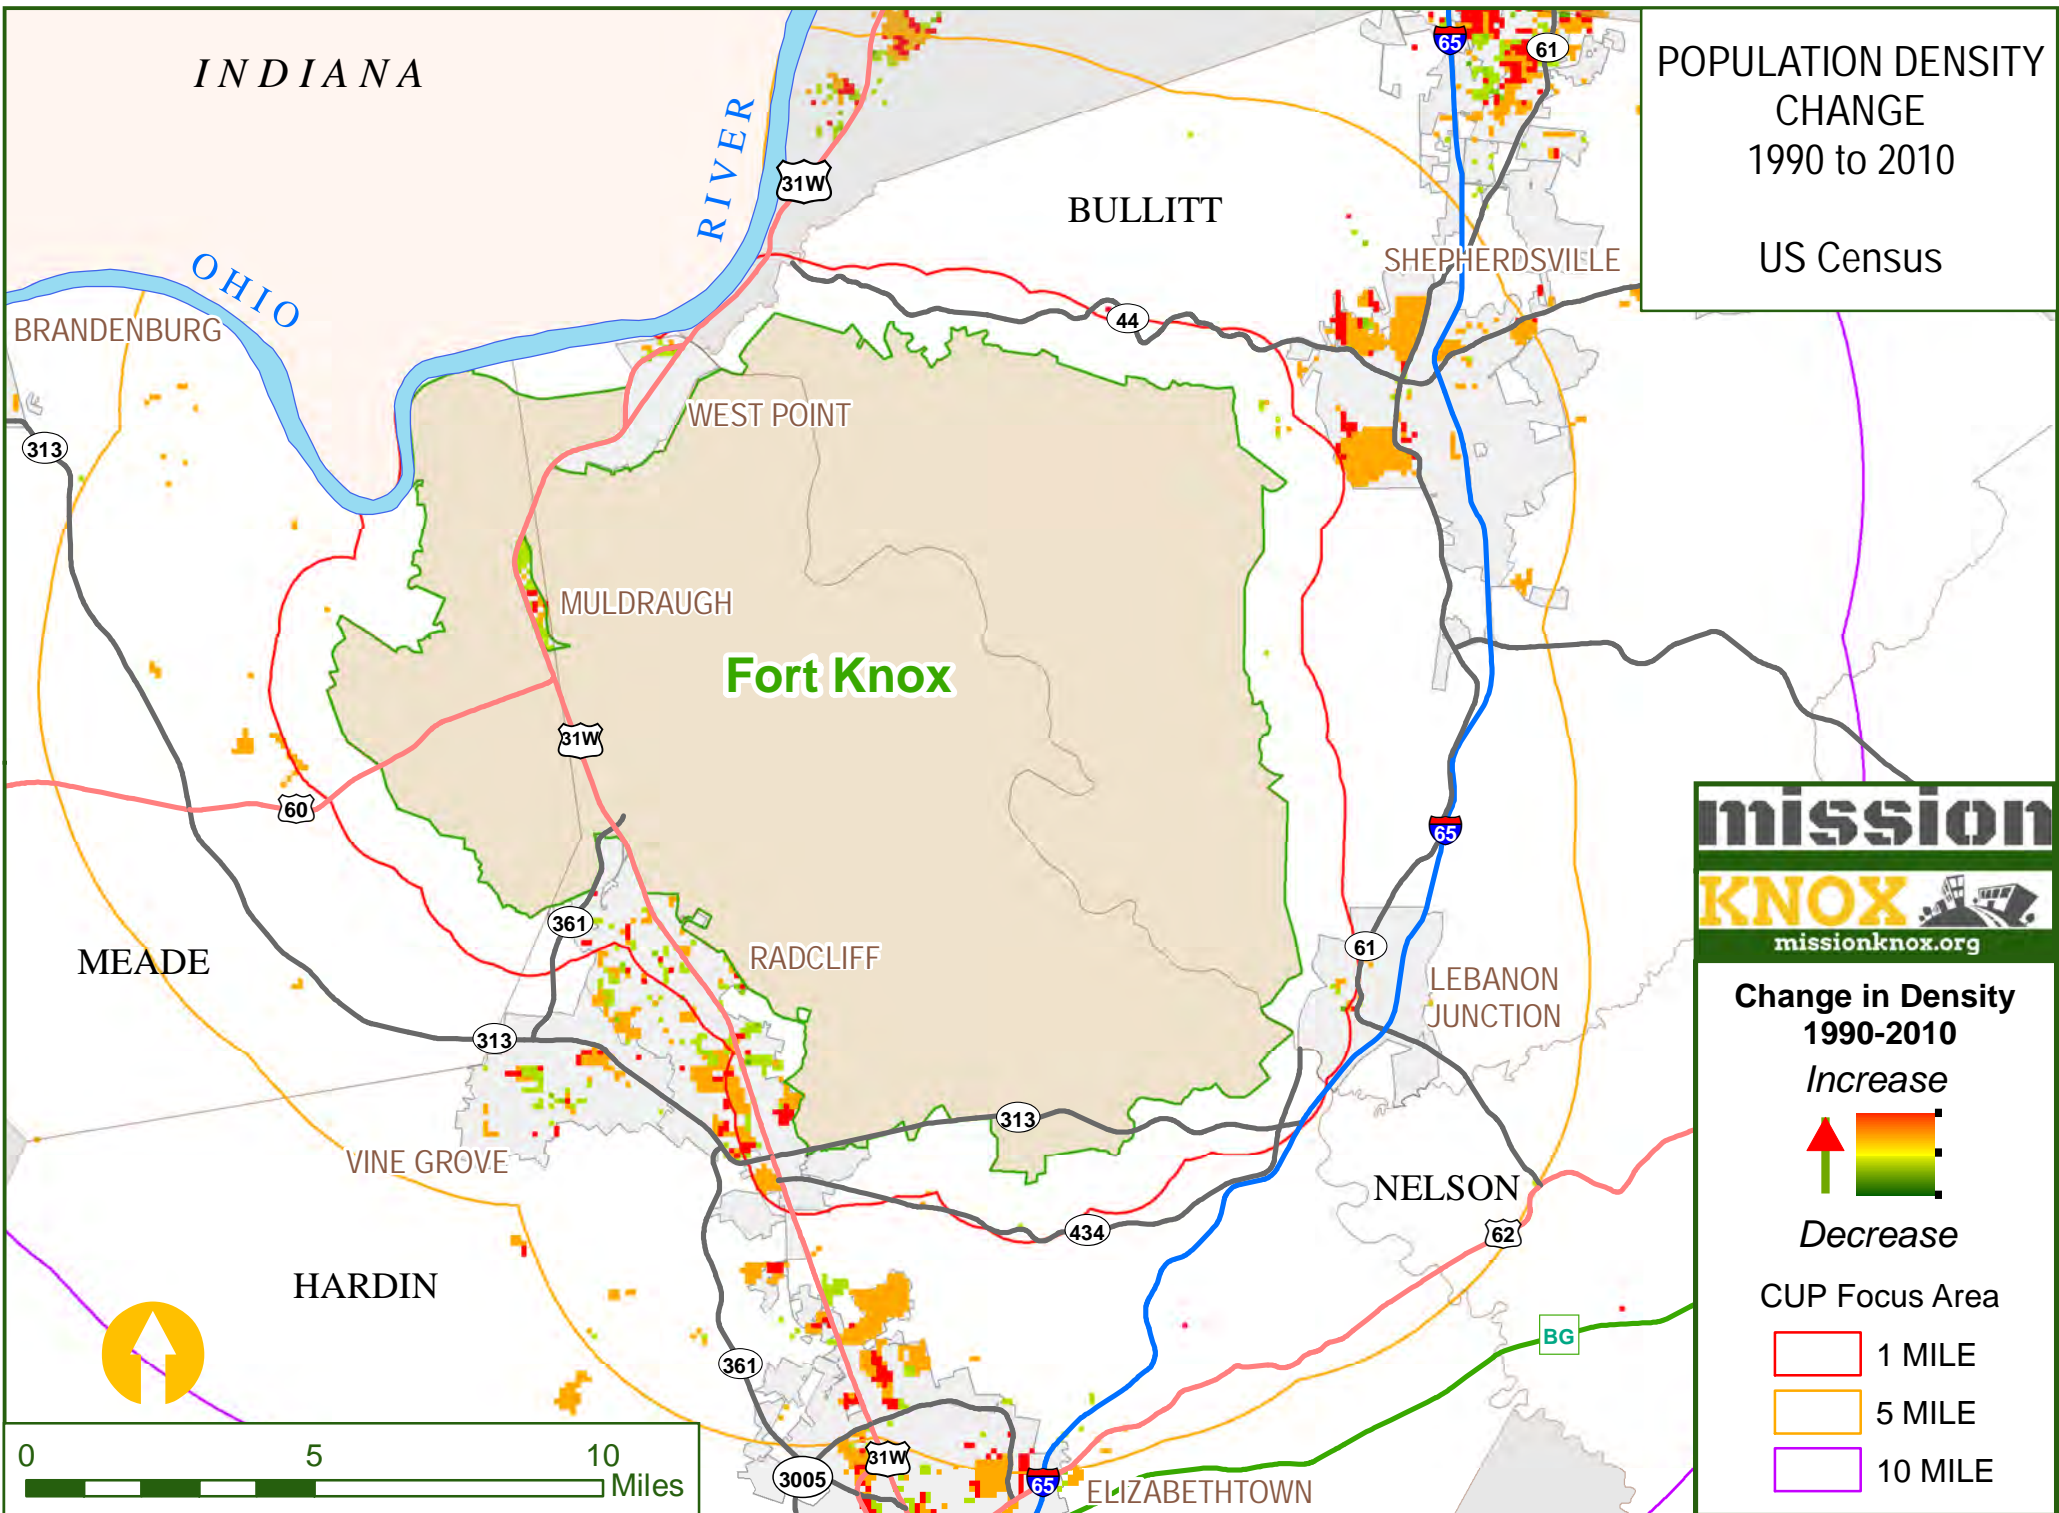 POPULATION DENSITY
CHANGE
1990 to 2010
US Census
INDIANA
OHIO
RIVER
65
61
31W
BULLITT
SHEPHERDSVILLE
BRANDENBURG
44
WEST POINT
313
MULDRAUGH
Fort Knox
31W
60
65
361
61
MEADE
RADCLIFF
LEBANON
JUNCTION
313
313
VINE GROVE
NELSON
434
62
HARDIN
BG
361
31W
3005
65
ELIZABETHTOWN
0 5 10
Miles
mission
KNOX
missionknox.org
Change in Density
1990-2010
Increase
Decrease
CUP Focus Area
1 MILE
5 MILE
10 MILE